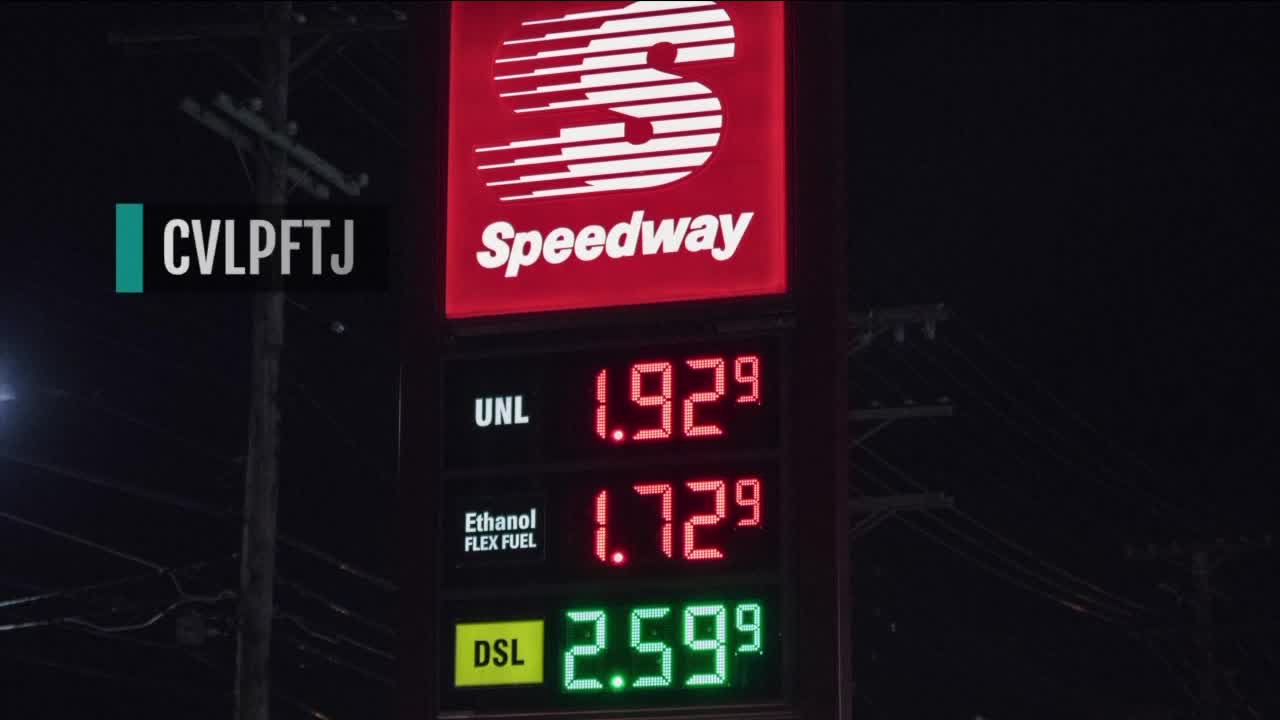 CVLPFTJ
S
Speedway
UNL 1.92 9
Ethanol
FLEX FUEL 1.72 9
DSL 2.59 9